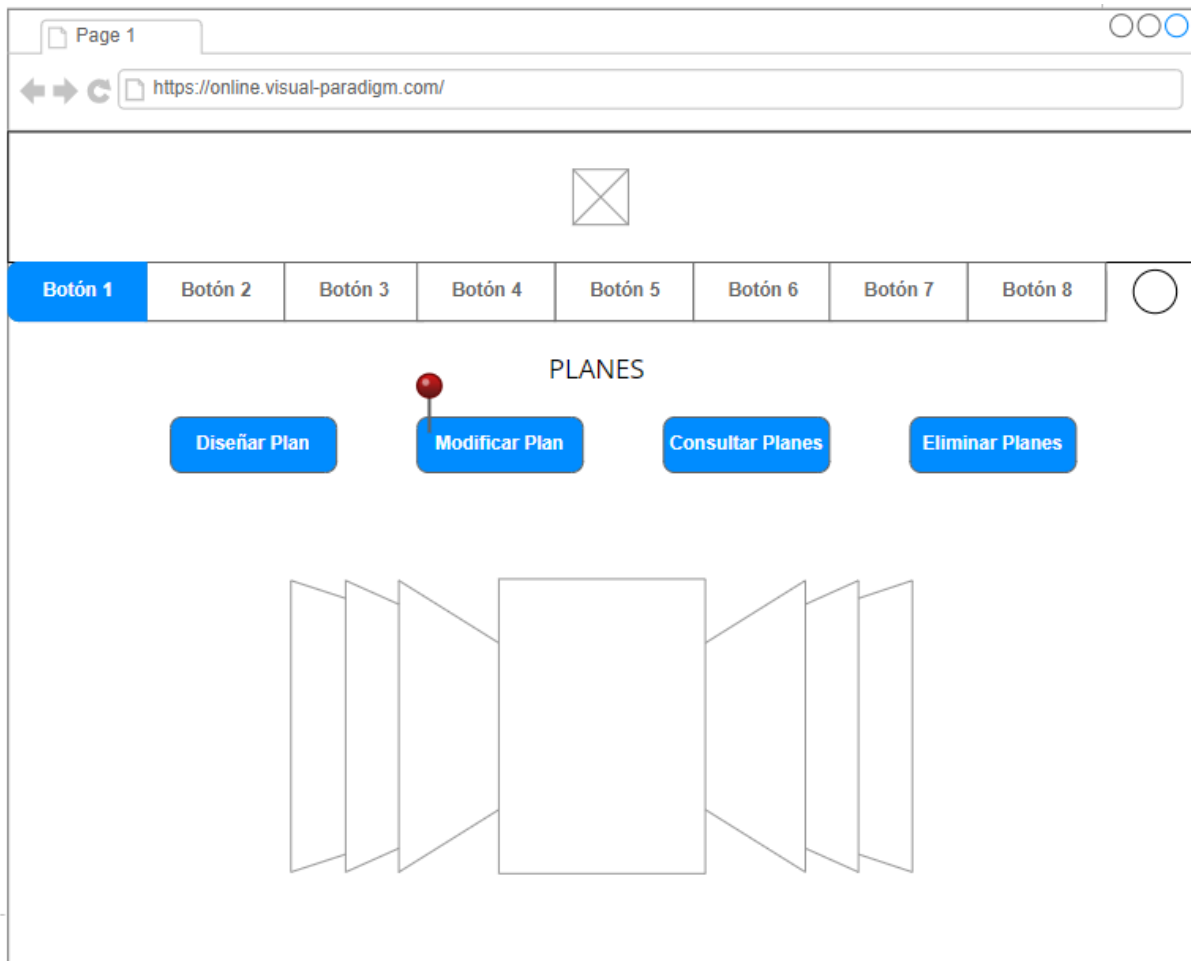 Page 1
https://online.visual-paradigm.com/
Botón 1 Botón 2 Botón 3 Botón 4 Botón 5 Botón 6 Botón 7 Botón 8
PLANES
Diseñar Plan Modificar Plan Consultar Planes Eliminar Planes